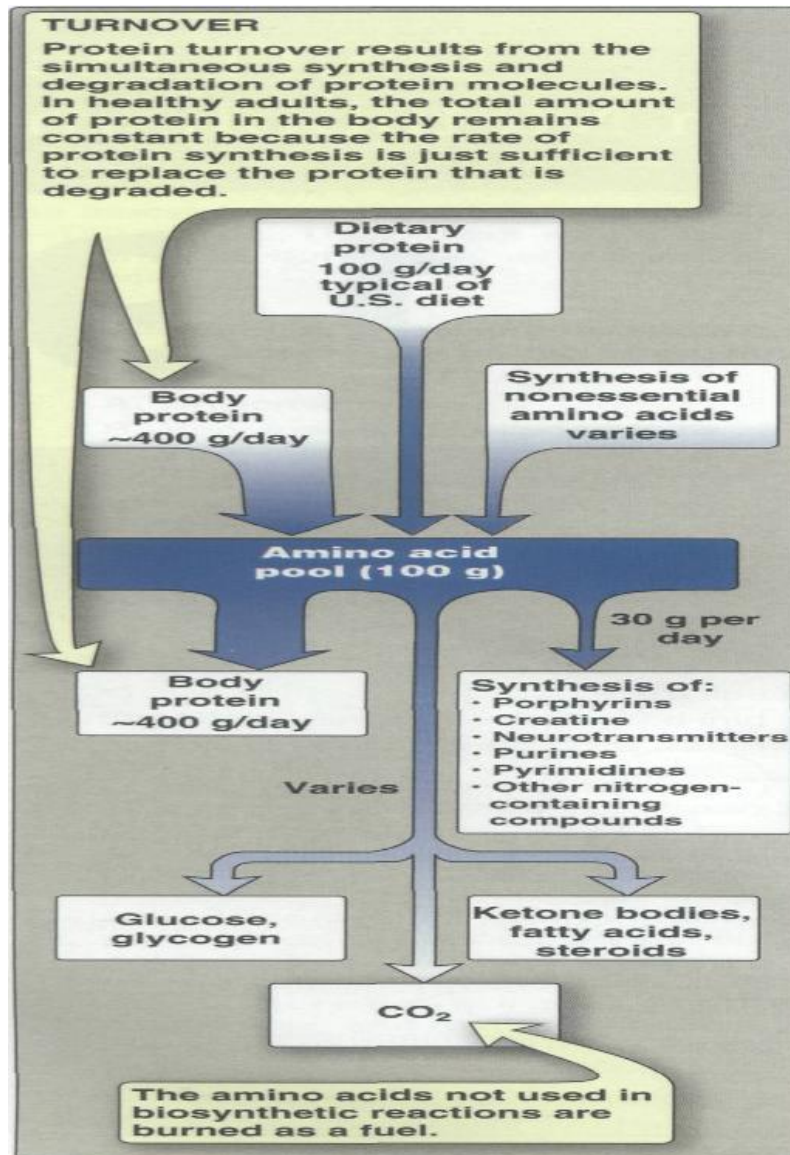 TURNOVER
Protein turnover results from the
simultaneous synthesis and
degradation of protein molecules.
In healthy adults, the total amount
of protein in the body remains
constant because the rate of
protein synthesis is just sufficient
to replace the protein that is
degraded.
Dietary
protein
100 g/day
typical of
U.S. diet
Body
protein
~400 g/day
Synthesis of
nonessential
amino acids
varies
Amino acid
pool (100 g)
30 g per
day
Body
protein
~400 g/day
Synthesis of:
• Porphyrins
• Creatine
• Neurotransmitters
• Purines
• Pyrimidines
• Other nitrogen-
containing
compounds
Varies
Glucose,
glycogen
Ketone bodies,
fatty acids,
steroids
CO₂
The amino acids not used in
biosynthetic reactions are
burned as a fuel.